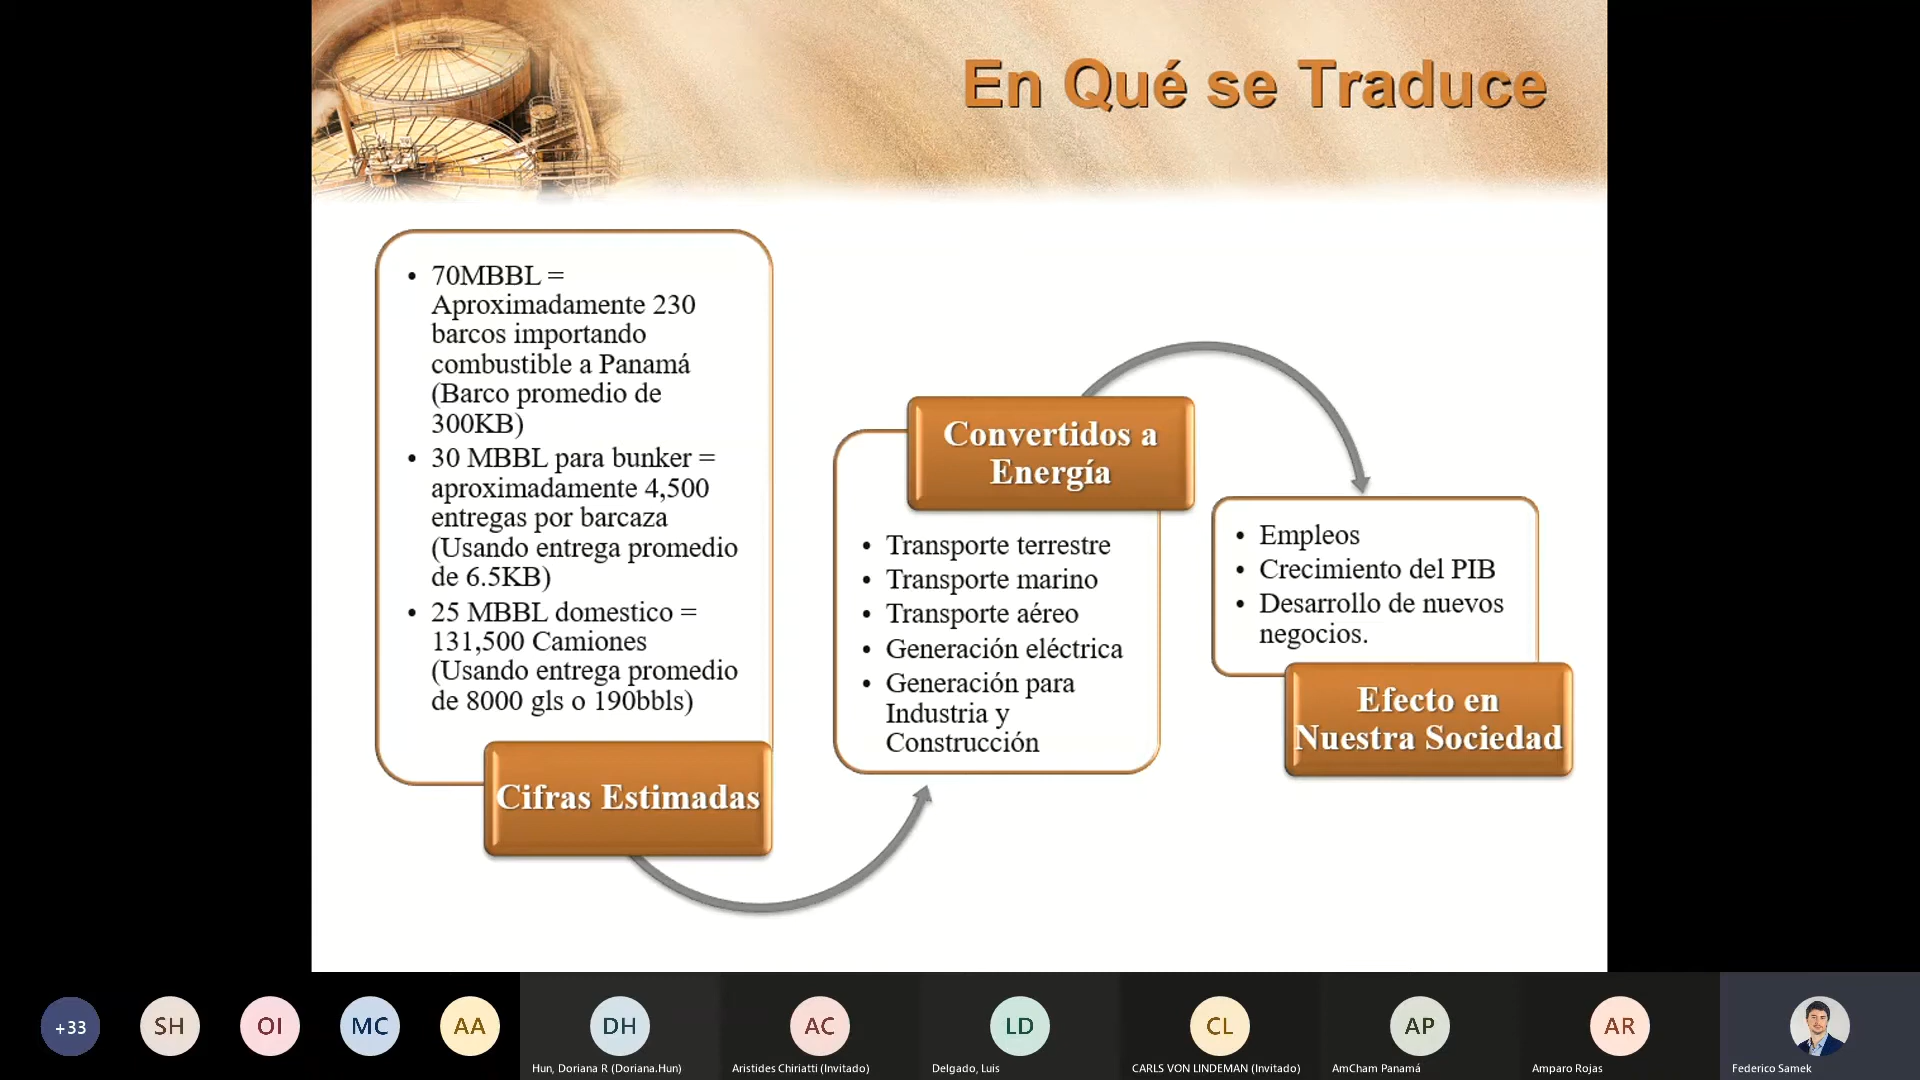 En Qué se Traduce
• 70MBBL =
Aproximadamente 230
barcos importando
combustible a Panamá
(Barco promedio de
300KB)
• 30 MBBL para bunker =
aproximadamente 4,500
entregas por barcaza
(Usando entrega promedio
de 6.5KB)
• 25 MBBL domestico =
131,500 Camiones
(Usando entrega promedio
de 8000 gls o 190bbls)
Cifras Estimadas
Convertidos a
Energía
• Transporte terrestre
• Transporte marino
• Transporte aéreo
• Generación eléctrica
• Generación para
Industria y
Construcción
• Empleos
• Crecimiento del PIB
• Desarrollo de nuevos
negocios.
Efecto en
Nuestra Sociedad
+33
SH
OI
MC
AA
DH
AC
LD
CL
AP
AR
Hun, Doriana R (Doriana.Hun)
Aristides Chiriatti (Invitado)
Delgado, Luis
CARLS VON LINDEMAN (Invitado)
AmCham Panamá
Amparo Rojas
Federico Samek